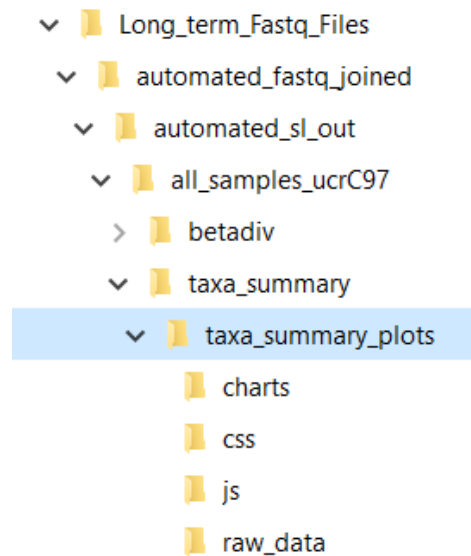 Long_term_Fastq_Files
automated_fastq_joined
automated_sl_out
all_samples_ucrC97
betadiv
taxa_summary
taxa_summary_plots
charts
css
js
raw_data